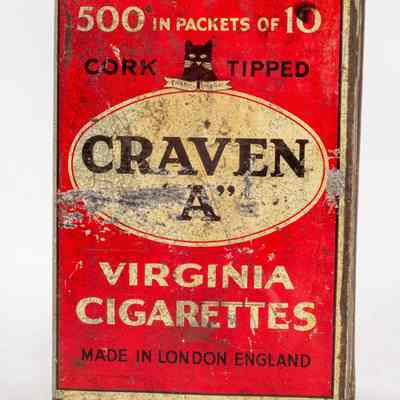 500 IN PACKETS OF 10
CORK TIPPED
CRAVEN
"A"
VIRGINIA
CIGARETTES
MADE IN LONDON ENGLAND